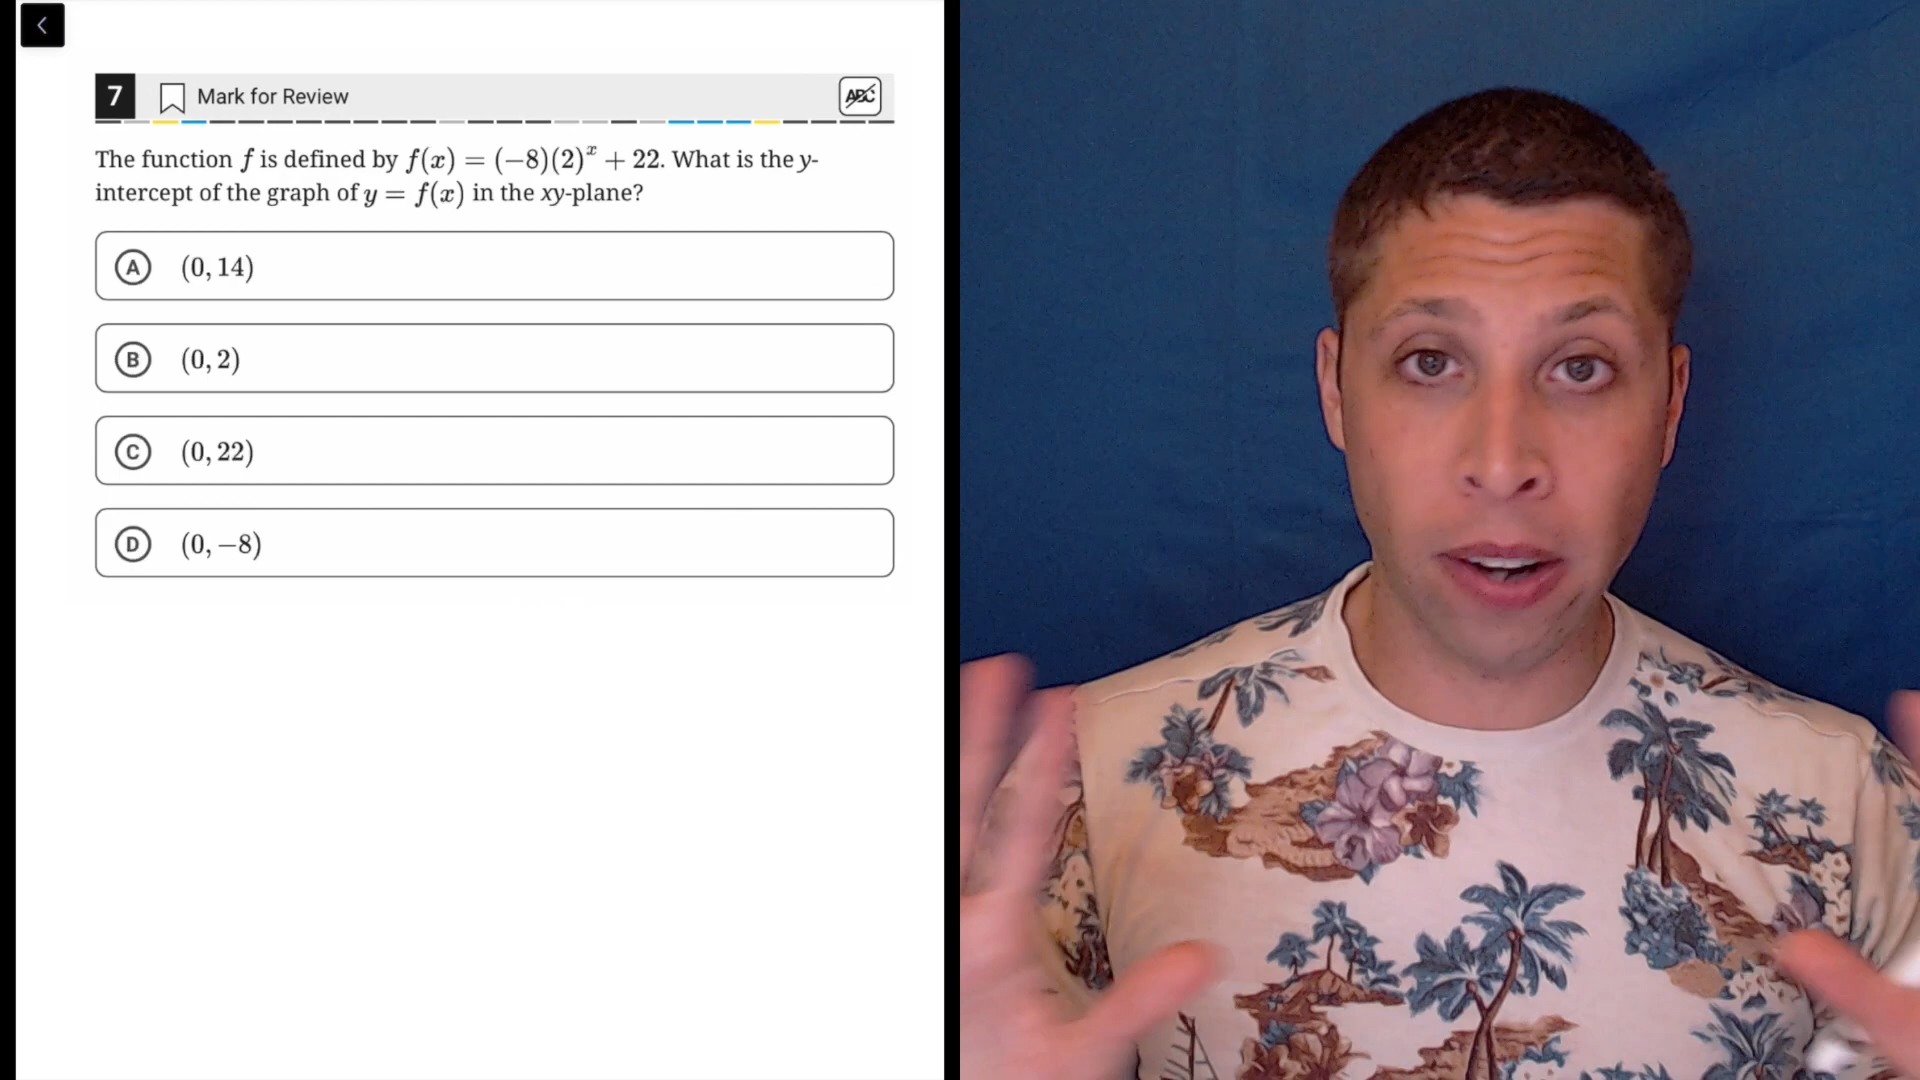 7 Mark for Review ABC
The function f is defined by f(x) = (−8)(2)ˣ + 22. What is the y-
intercept of the graph of y = f(x) in the xy-plane?
A (0, 14)
B (0, 2)
C (0, 22)
D (0, −8)